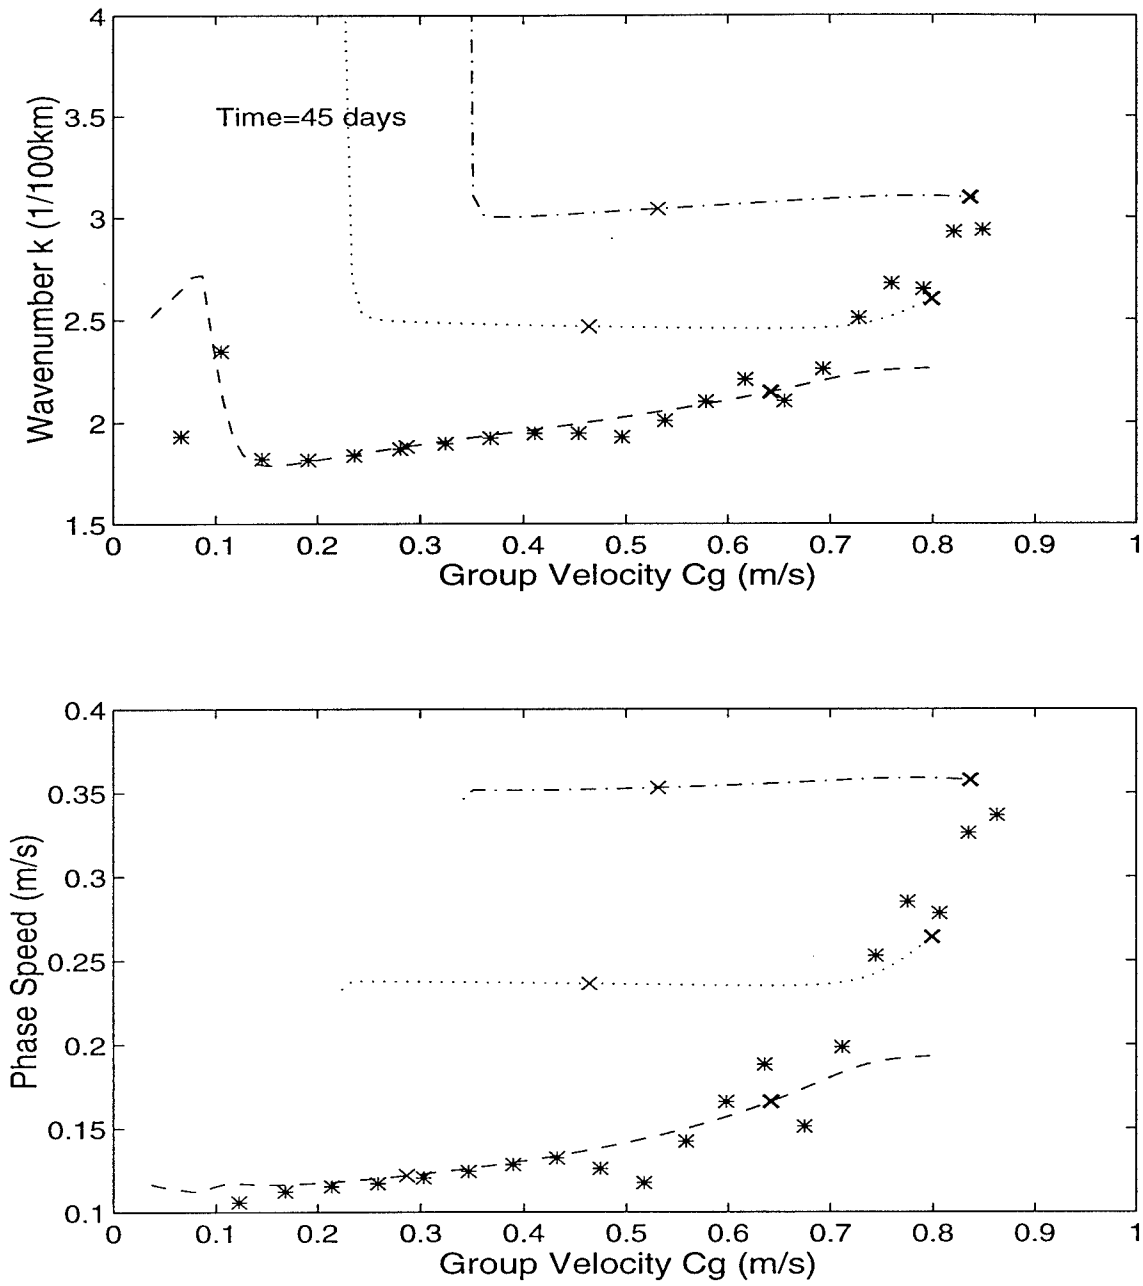 4
3.5
3
2.5
2
1.5
Wavenumber k (1/100km)
Time=45 days
0 0.1 0.2 0.3 0.4 0.5 0.6 0.7 0.8 0.9 1
Group Velocity Cg (m/s)
0.4
0.35
0.3
0.25
0.2
0.15
0.1
Phase Speed (m/s)
0 0.1 0.2 0.3 0.4 0.5 0.6 0.7 0.8 0.9 1
Group Velocity Cg (m/s)